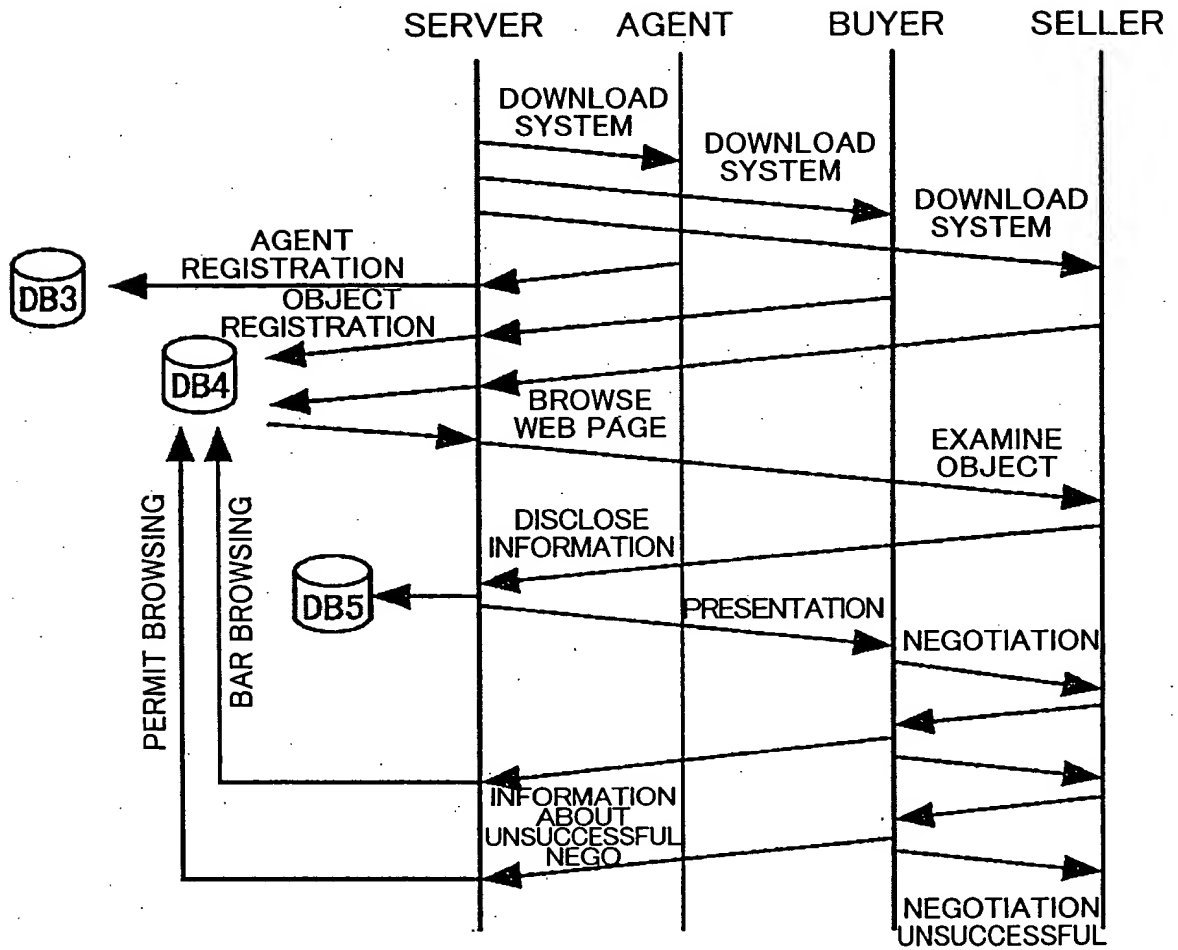 SERVER AGENT BUYER SELLER
DOWNLOAD
SYSTEM
DOWNLOAD
SYSTEM
DOWNLOAD
SYSTEM
AGENT
REGISTRATION
DB3
OBJECT
REGISTRATION
DB4
BROWSE
WEB PAGE
EXAMINE
OBJECT
PERMIT BROWSING
BAR BROWSING
DISCLOSE
INFORMATION
DB5
PRESENTATION
NEGOTIATION
INFORMATION
ABOUT
UNSUCCESSFUL
NEGO
NEGOTIATION
UNSUCCESSFUL